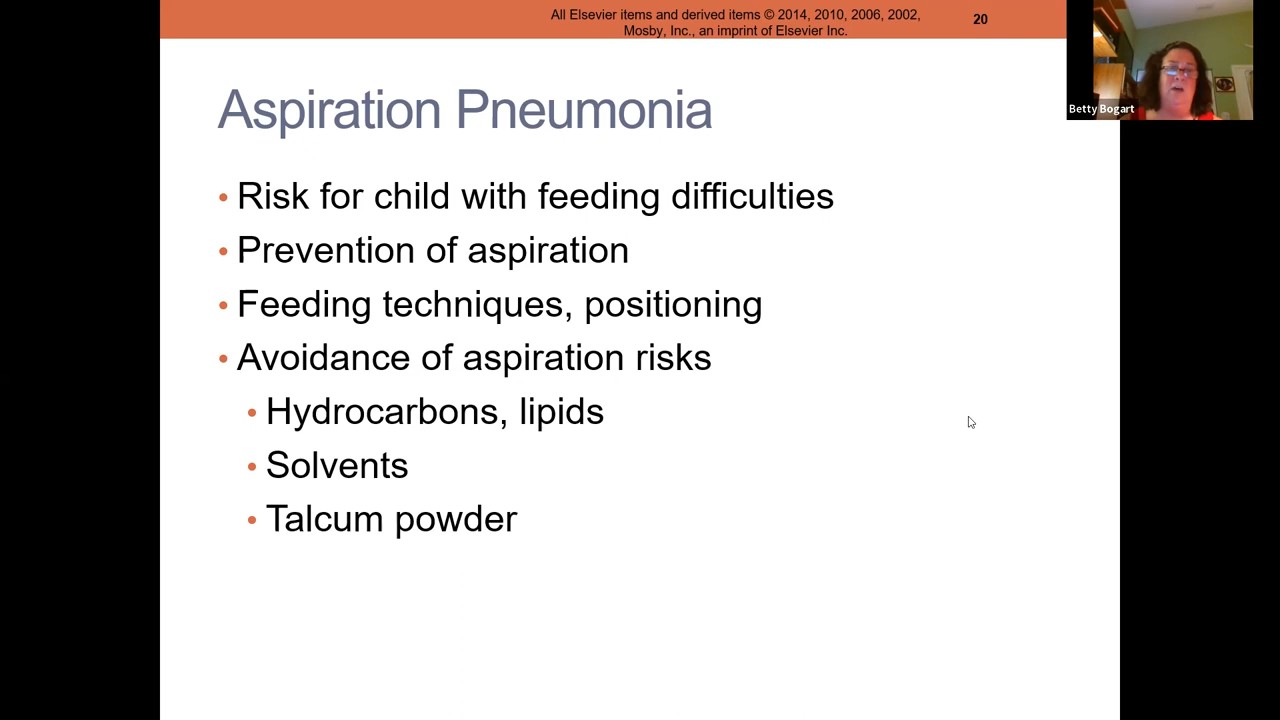 All Elsevier items and derived items © 2014, 2010, 2006, 2002,
Mosby, Inc., an imprint of Elsevier Inc.
20
Betty Bogart
Aspiration Pneumonia
• Risk for child with feeding difficulties
• Prevention of aspiration
• Feeding techniques, positioning
• Avoidance of aspiration risks
• Hydrocarbons, lipids
• Solvents
• Talcum powder